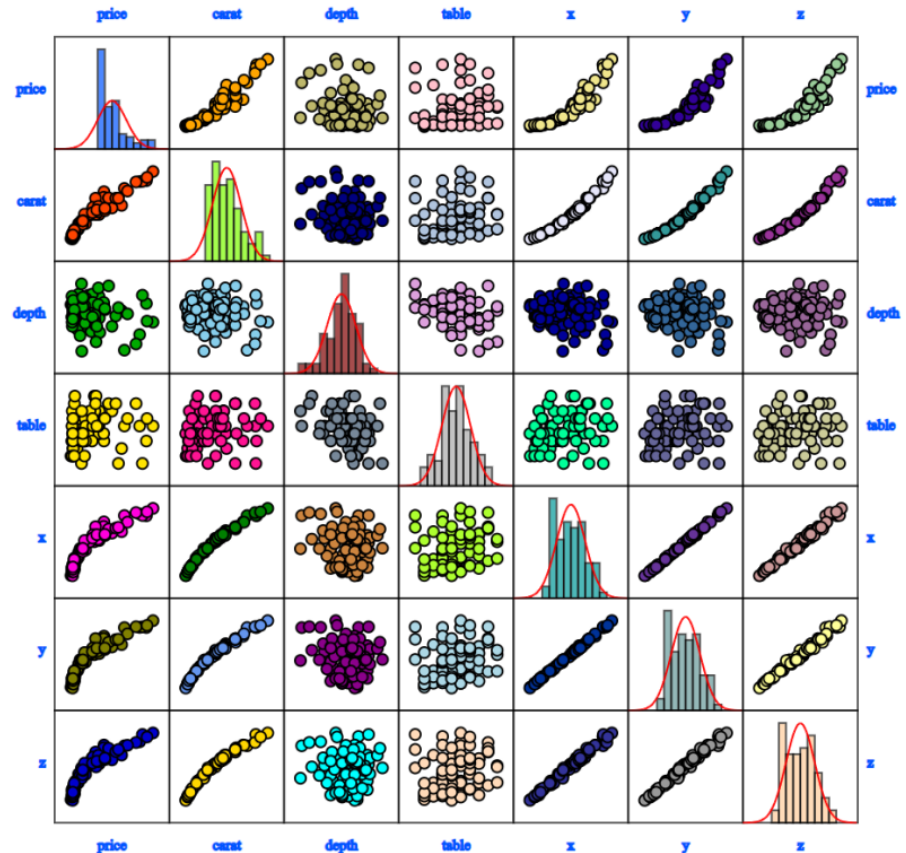 price carat depth table x y z
price price
carat carat
depth depth
table table
x x
y y
z z
price carat depth table x y z